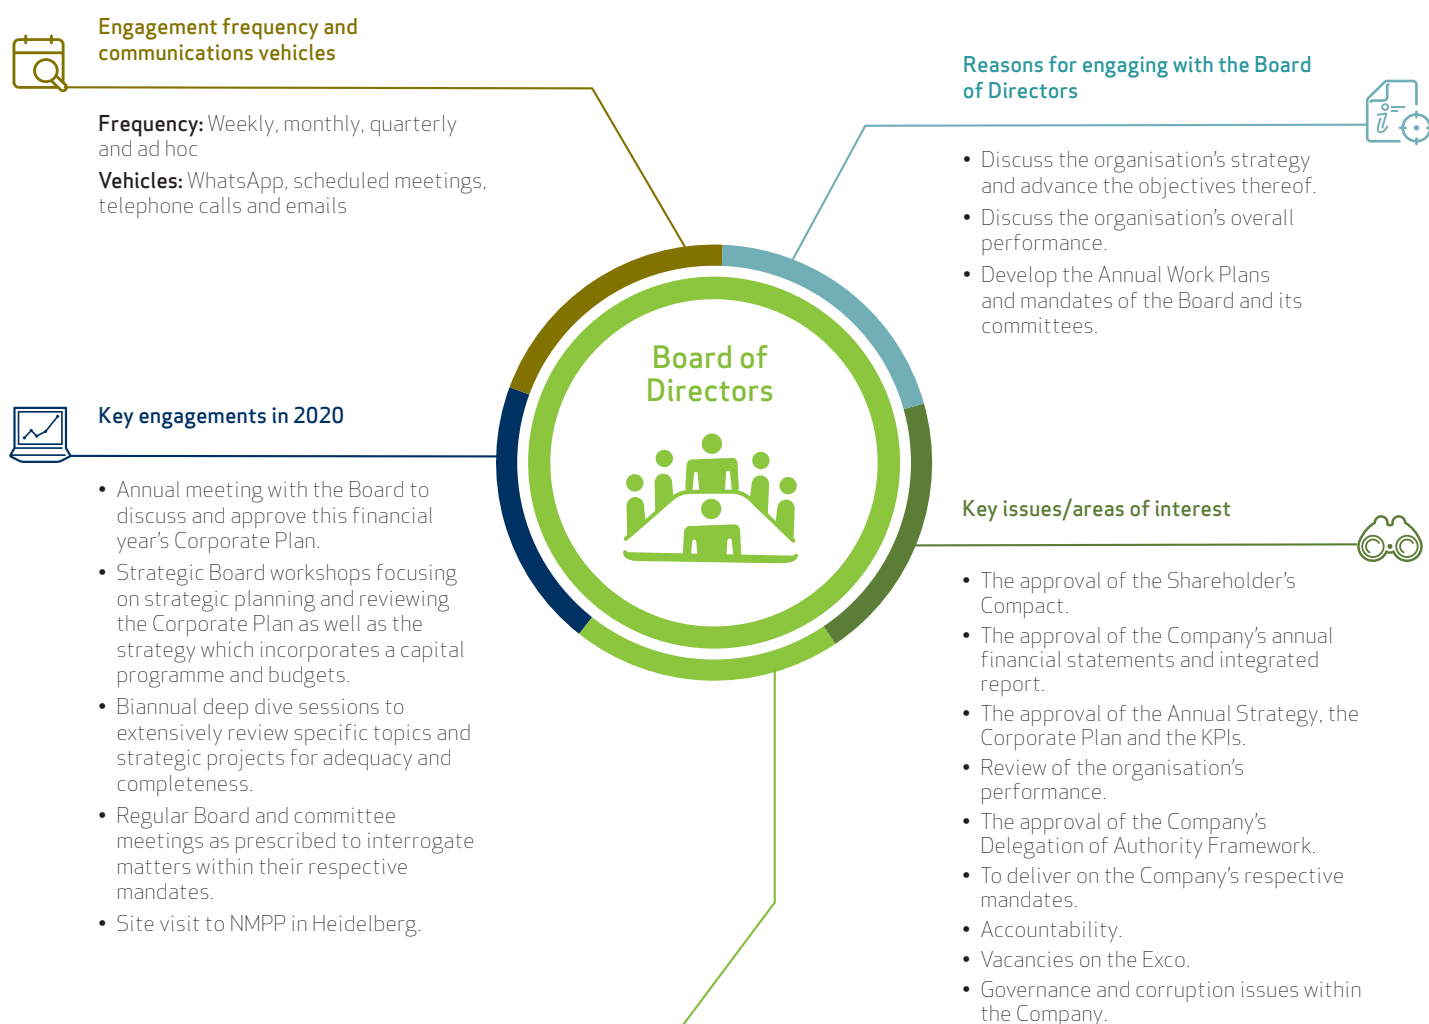 Engagement frequency and
communications vehicles
Frequency: Weekly, monthly, quarterly
and ad hoc
Vehicles: WhatsApp, scheduled meetings,
telephone calls and emails
Reasons for engaging with the Board
of Directors
• Discuss the organisation's strategy
and advance the objectives thereof.
• Discuss the organisation's overall
performance.
• Develop the Annual Work Plans
and mandates of the Board and its
committees.
Board of
Directors
Key engagements in 2020
• Annual meeting with the Board to
discuss and approve this financial
year's Corporate Plan.
• Strategic Board workshops focusing
on strategic planning and reviewing
the Corporate Plan as well as the
strategy which incorporates a capital
programme and budgets.
• Biannual deep dive sessions to
extensively review specific topics and
strategic projects for adequacy and
completeness.
• Regular Board and committee
meetings as prescribed to interrogate
matters within their respective
mandates.
• Site visit to NMPP in Heidelberg.
Key issues/areas of interest
• The approval of the Shareholder's
Compact.
• The approval of the Company's annual
financial statements and integrated
report.
• The approval of the Annual Strategy, the
Corporate Plan and the KPIs.
• Review of the organisation's
performance.
• The approval of the Company's
Delegation of Authority Framework.
• To deliver on the Company's respective
mandates.
• Accountability.
• Vacancies on the Exco.
• Governance and corruption issues within
the Company.